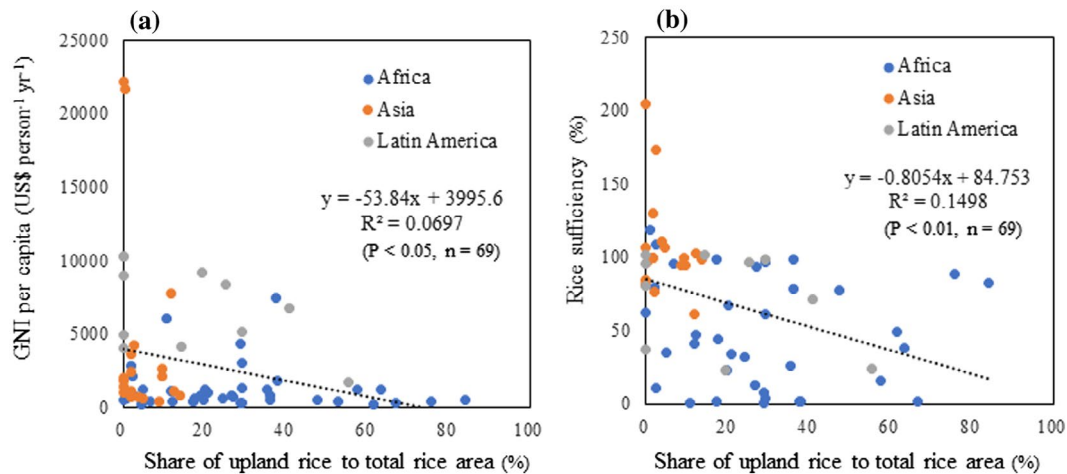 (a)
25000
20000
15000
10000
5000
0
GNI per capita (US$ person⁻¹ yr⁻¹)
Africa
Asia
Latin America
y = -53.84x + 3995.6
R² = 0.0697
(P < 0.05, n = 69)
0 20 40 60 80 100
Share of upland rice to total rice area (%)
(b)
250
200
150
100
50
0
Rice sufficiency (%)
Africa
Asia
Latin America
y = -0.8054x + 84.753
R² = 0.1498
(P < 0.01, n = 69)
0 20 40 60 80 100
Share of upland rice to total rice area (%)